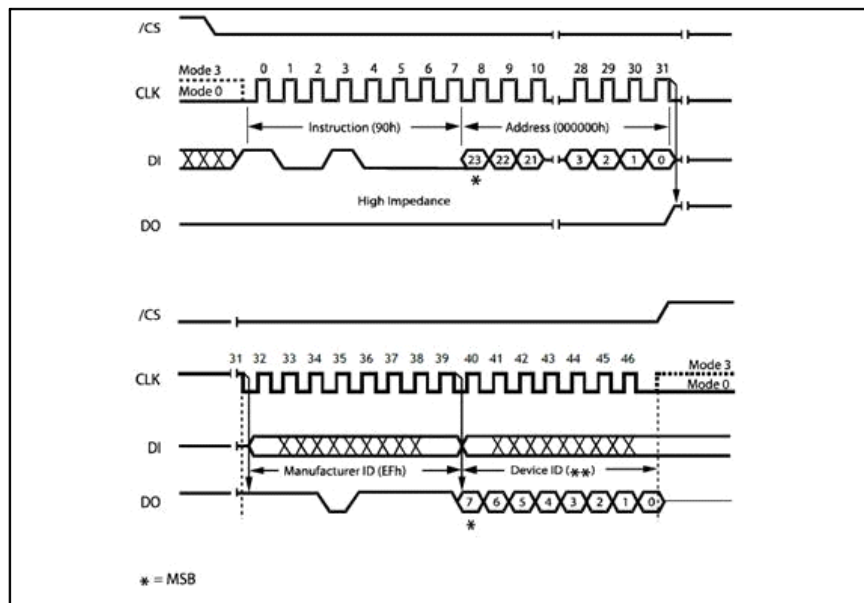 /CS
Mode 3
0 1 2 3 4 5 6 7 8 9 10 28 29 30 31
CLK
Mode 0
Instruction (90h) Address (000000h)
DI
23 22 21 3 2 1 0
*
High Impedance
DO
/CS
31 32 33 34 35 36 37 38 39 40 41 42 43 44 45 46
Mode 3
CLK
Mode 0
DI
Manufacturer ID (EFh) Device ID (**)
DO
7 6 5 4 3 2 1 0
*
* = MSB